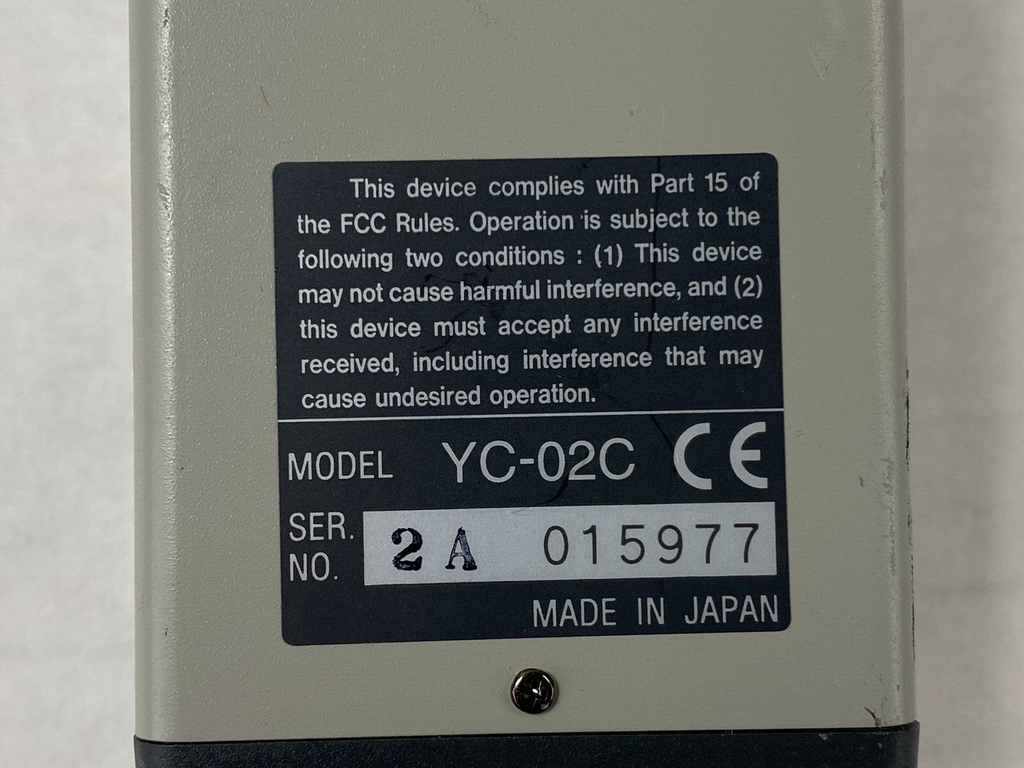 This device complies with Part 15 of
the FCC Rules. Operation is subject to the
following two conditions : (1) This device
may not cause harmful interference, and (2)
this device must accept any interference
received, including interference that may
cause undesired operation.
MODEL YC-02C CE
SER. NO. 2 A 015977
MADE IN JAPAN